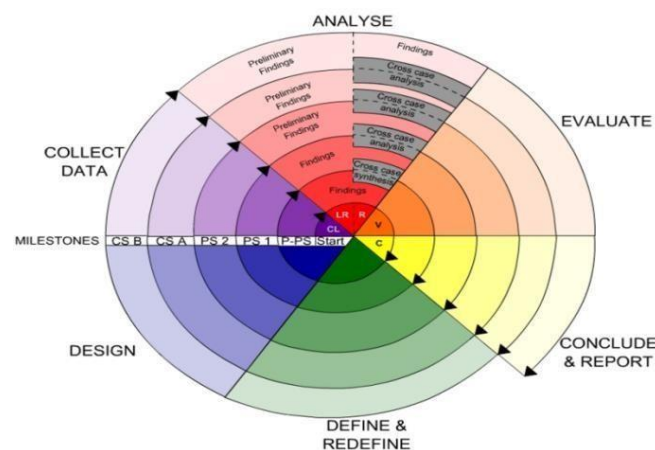 ANALYSE
Preliminary
Findings
Findings
Cross case
analysis
Preliminary
Findings
Cross case
analysis
Preliminary
Findings
Cross case
analysis
Findings
Cross case
synthesis
Findings
EVALUATE
COLLECT
DATA
LR R
CL V
MILESTONES CS B CS A PS 2 PS 1 P-PS Start C
DESIGN
CONCLUDE
& REPORT
DEFINE &
REDEFINE